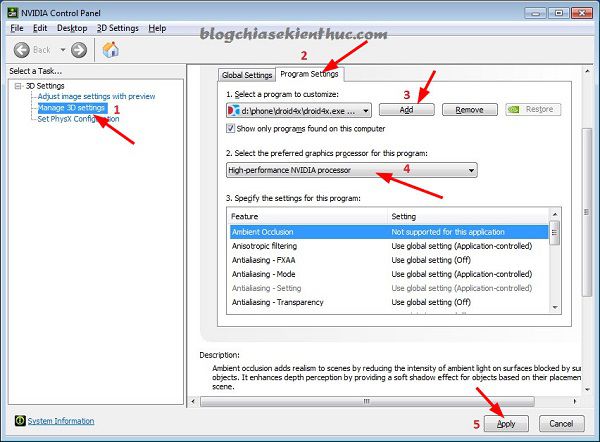 NVIDIA Control Panel
File Edit Desktop 3D Settings Help
Back
blogchiasekienthuc.com
Select a Task...
3D Settings
Adjust image settings with preview
Manage 3D settings
Set PhysX Configuration
1
2
Global Settings Program Settings
3
1. Select a program to customize:
d:\phone\droid4x\droid4x.exe ...
Add
Remove
Restore
Show only programs found on this computer
2. Select the preferred graphics processor for this program:
High-performance NVIDIA processor
4
3. Specify the settings for this program:
Feature Setting
Ambient Occlusion Not supported for this application
Anisotropic filtering Use global setting (Application-controlled)
Antialiasing - FXAA Use global setting (Off)
Antialiasing - Mode Use global setting (Application-controlled)
Antialiasing - Setting Use global setting (Application-controlled)
Antialiasing - Transparency Use global setting (Off)
Description:
Ambient occlusion adds realism to scenes by reducing the intensity of ambient light on surfaces blocked by
objects. It enhances depth perception by providing a soft shadow effect for objects based on their placement
scene.
System Information
5
Apply
Cancel